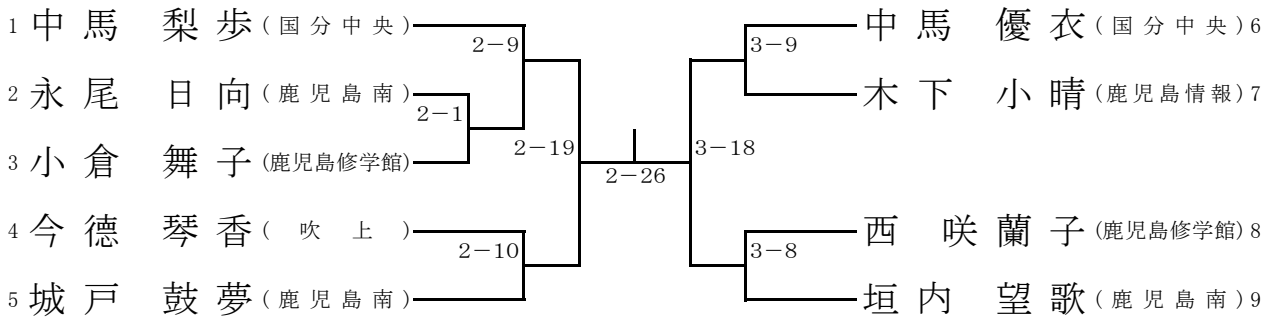 1 中馬 梨歩 (国分中央)
2 永尾 日向 (鹿児島南)
3 小倉 舞子 (鹿児島修学館)
4 今德 琴香 (吹上)
5 城戸 鼓夢 (鹿児島南)
2−9
2−1
2−19
2−10
2−26
3−9
3−18
3−8
中馬 優衣 (国分中央) 6
木下 小晴 (鹿児島情報) 7
西 咲蘭子 (鹿児島修学館) 8
垣内 望歌 (鹿児島南) 9